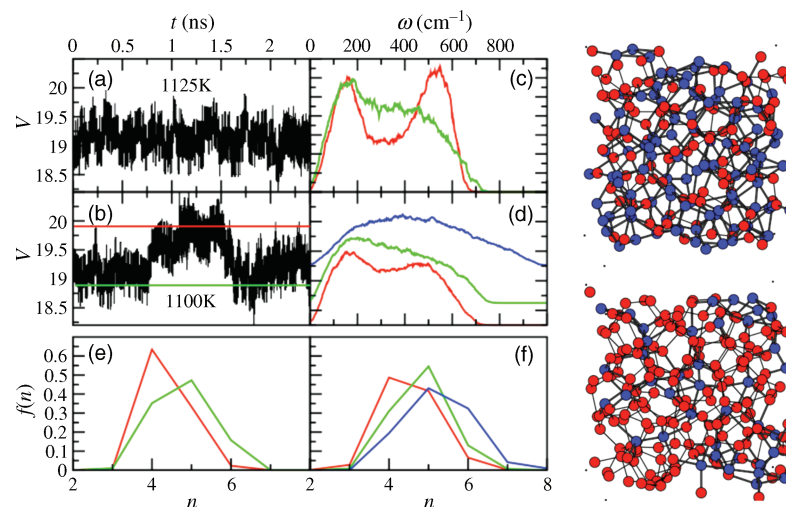 t (ns)
ω (cm⁻¹)
0 0.5 1 1.5 2
0 200 400 600 800
(a)
1125K
(c)
V
20
19.5
19
18.5
(b)
(d)
V
20
19.5
19
18.5
1100K
(e)
(f)
f(n)
0.6
0.5
0.4
0.3
0.2
0.1
0
2 4 6 2 4 6 8
n
n